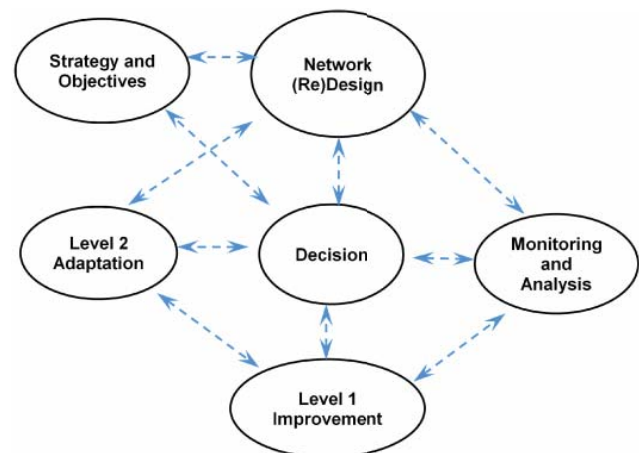 Strategy and
Objectives
Network
(Re)Design
Level 2
Adaptation
Decision
Monitoring
and
Analysis
Level 1
Improvement